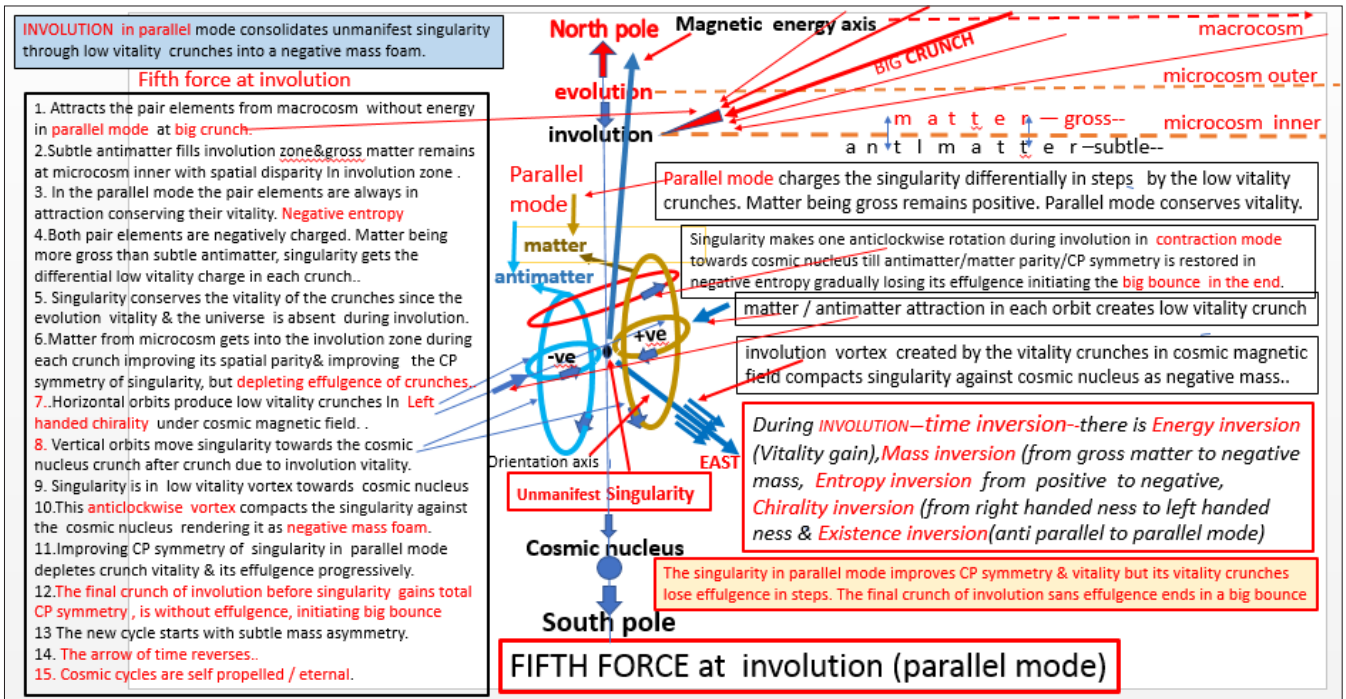 INVOLUTION in parallel mode consolidates unmanifest singularity
through low vitality crunches into a negative mass foam.
Fifth force at involution
1. Attracts the pair elements from macrocosm without energy
in parallel mode at big crunch.
2.Subtle antimatter fills involution zone&gross matter remains
at microcosm inner with spatial disparity In involution zone .
3. In the parallel mode the pair elements are always in
attraction conserving their vitality. Negative entropy
4.Both pair elements are negatively charged. Matter being
more gross than subtle antimatter, singularity gets the
differential low vitality charge in each crunch..
5. Singularity conserves the vitality of the crunches since the
evolution vitality & the universe is absent during involution.
6.Matter from microcosm gets into the involution zone during
each crunch improving its spatial parity& improving the CP
symmetry of singularity, but depleting effulgence of crunches..
7..Horizontal orbits produce low vitality crunches In Left
handed chirality under cosmic magnetic field. .
8. Vertical orbits move singularity towards the cosmic
nucleus crunch after crunch due to involution vitality.
9. Singularity is in low vitality vortex towards cosmic nucleus
10.This anticlockwise vortex compacts the singularity against
the cosmic nucleus rendering it as negative mass foam.
11.Improving CP symmetry of singularity in parallel mode
depletes crunch vitality & its effulgence progressively.
12.The final crunch of involution before singularity gains total
CP symmetry , is without effulgence, initiating big bounce
13 The new cycle starts with subtle mass asymmetry.
14. The arrow of time reverses..
15. Cosmic cycles are self propelled / eternal.
North pole
Magnetic energy axis
evolution
involution
BIG CRUNCH
macrocosm
microcosm outer
matter — gross--
microcosm inner
antImatter –subtle--
Parallel
mode
matter
antimatter
-ve
+ve
Orientation axis
EAST
Unmanifest Singularity
Cosmic nucleus
South pole
Parallel mode charges the singularity differentially in steps by the low vitality
crunches. Matter being gross remains positive. Parallel mode conserves vitality.
Singularity makes one anticlockwise rotation during involution in contraction mode
towards cosmic nucleus till antimatter/matter parity/CP symmetry is restored in
negative entropy gradually losing its effulgence initiating the big bounce in the end.
matter / antimatter attraction in each orbit creates low vitality crunch
involution vortex created by the vitality crunches in cosmic magnetic
field compacts singularity against cosmic nucleus as negative mass..
During INVOLUTION—time inversion--there is Energy inversion
(Vitality gain),Mass inversion (from gross matter to negative
mass, Entropy inversion from positive to negative,
Chirality inversion (from right handed ness to left handed
ness & Existence inversion(anti parallel to parallel mode)
The singularity in parallel mode improves CP symmetry & vitality but its vitality crunches
lose effulgence in steps. The final crunch of involution sans effulgence ends in a big bounce
FIFTH FORCE at involution (parallel mode)